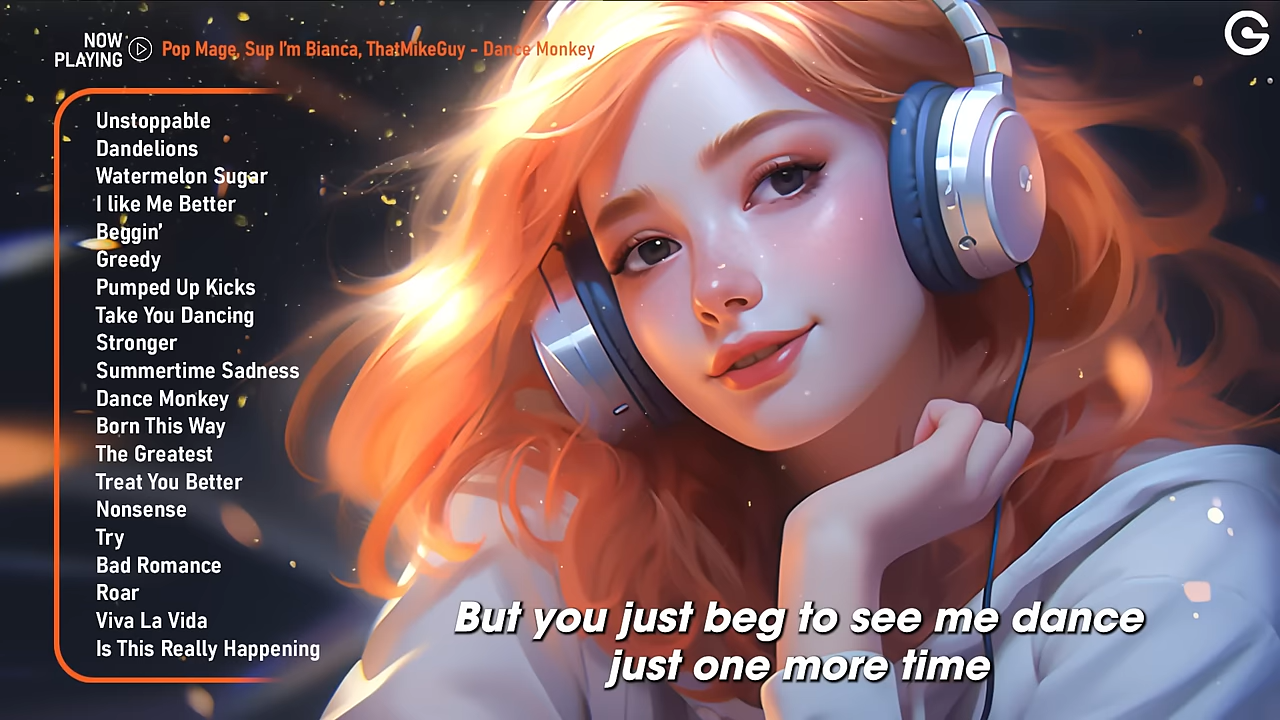 NOW
PLAYING
Pop Mage, Sup I'm Bianca, ThatMikeGuy - Dance Monkey
Unstoppable
Dandelions
Watermelon Sugar
I like Me Better
Beggin'
Greedy
Pumped Up Kicks
Take You Dancing
Stronger
Summertime Sadness
Dance Monkey
Born This Way
The Greatest
Treat You Better
Nonsense
Try
Bad Romance
Roar
Viva La Vida
Is This Really Happening
But you just beg to see me dance
just one more time